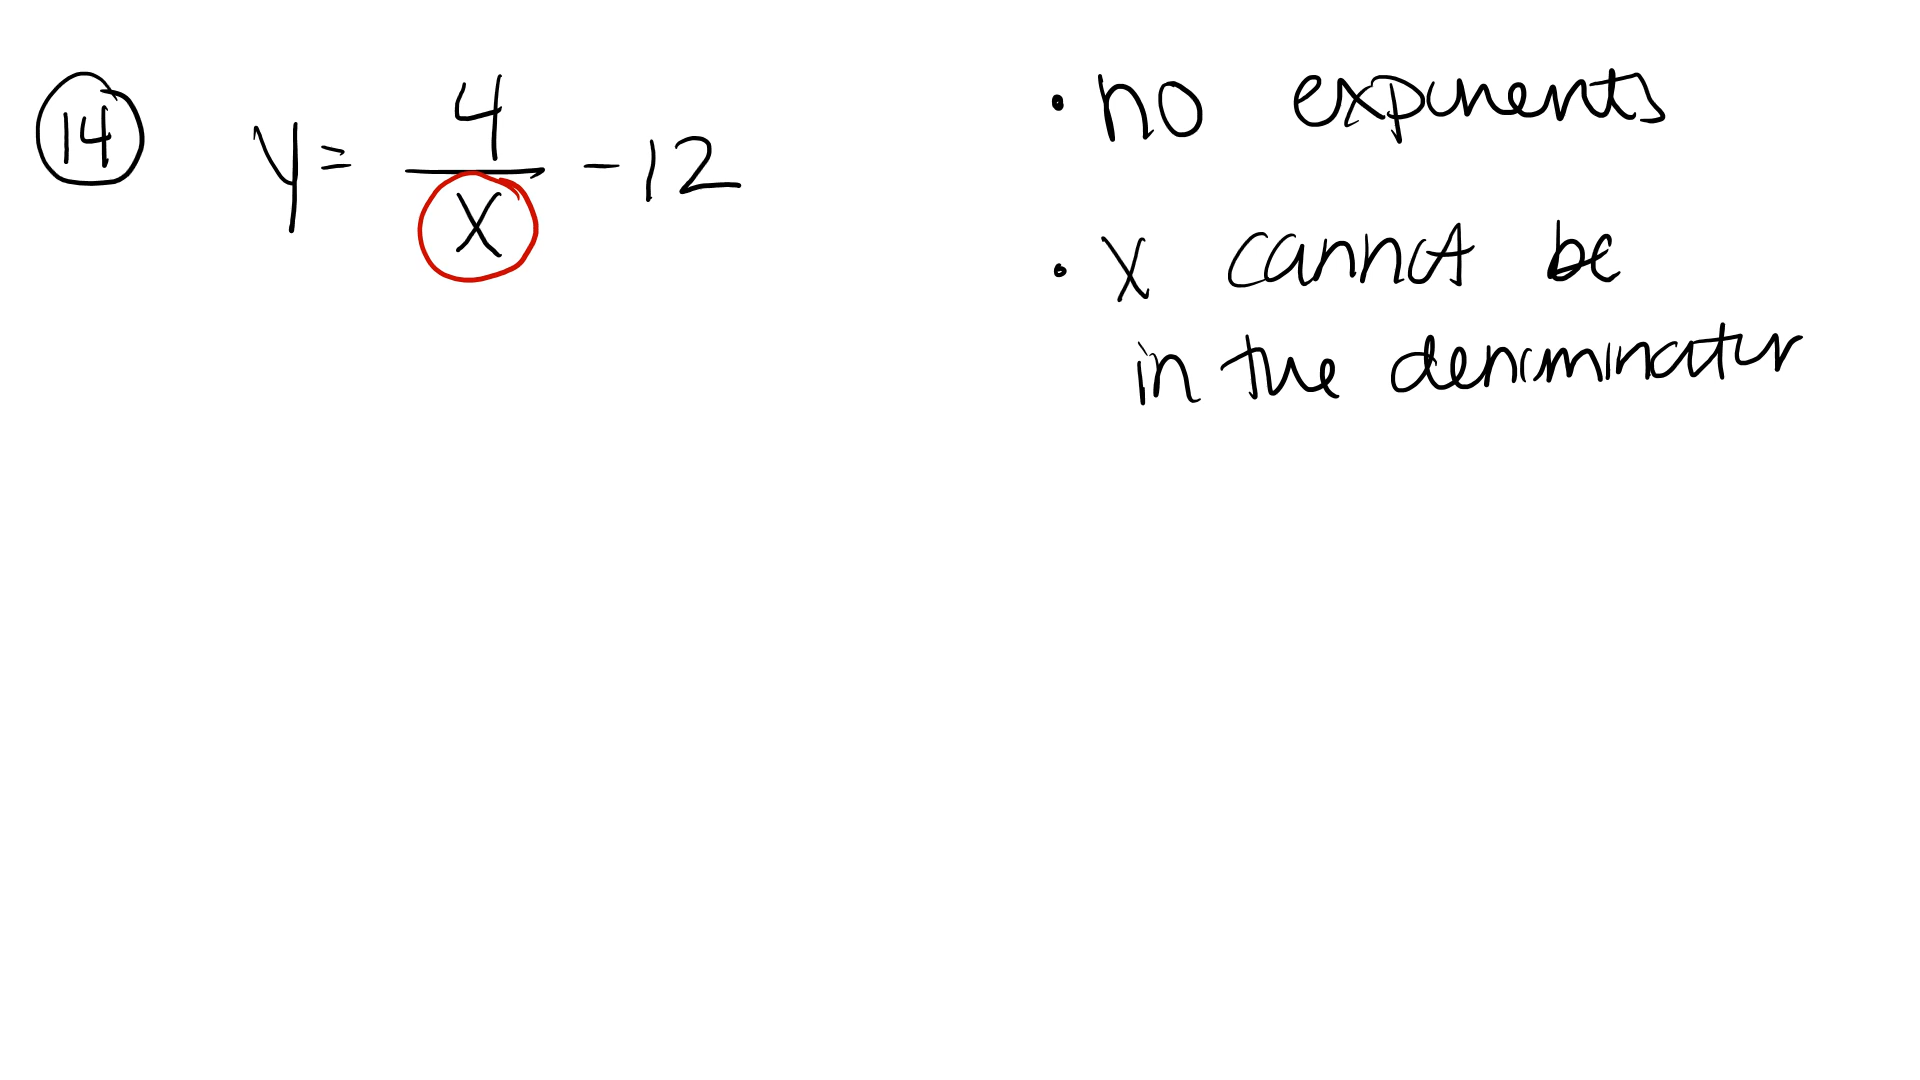 14 y = 4/x - 12
• no exponents
• x cannot be
in the denominator